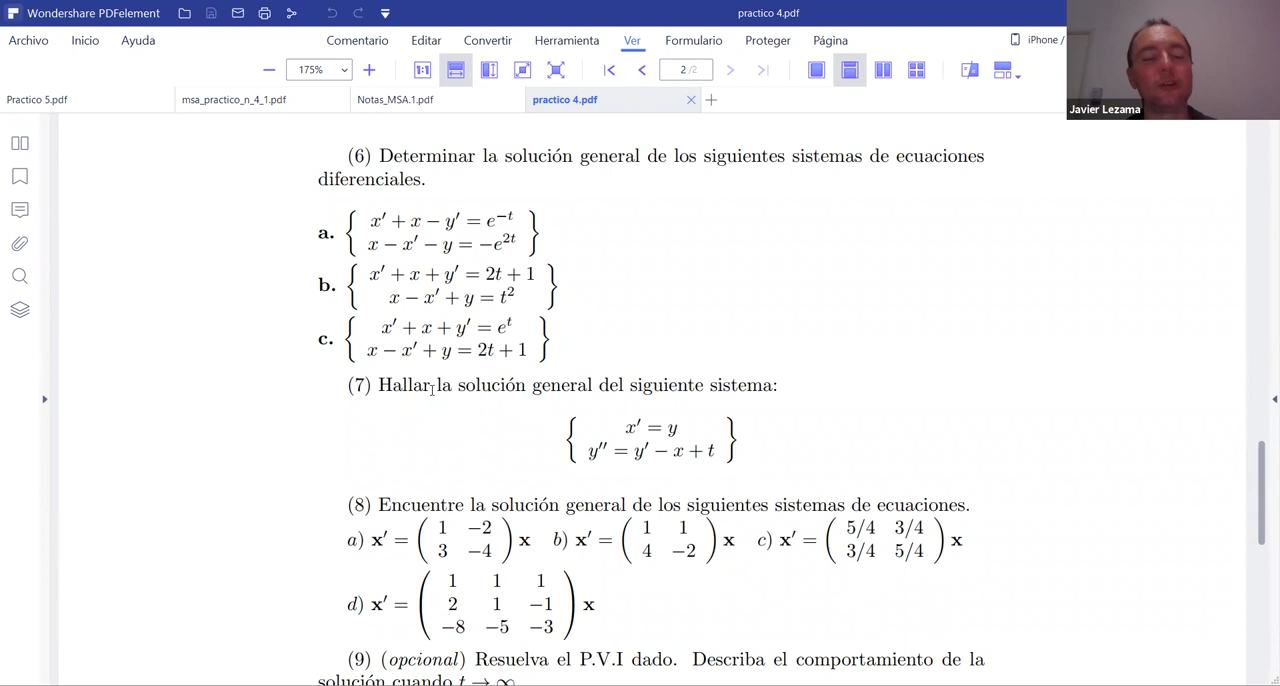 Wondershare PDFelement
practico 4.pdf
Archivo Inicio Ayuda Comentario Editar Convertir Herramienta Ver Formulario Proteger Página iPhone /
175% 1:1 2 /2
Practico 5.pdf msa_practico_n_4_1.pdf Notas_MSA.1.pdf practico 4.pdf
Javier Lezama
(6) Determinar la solución general de los siguientes sistemas de ecuaciones
diferenciales.
a. { x′ + x − y′ = e^{−t}
x − x′ − y = −e^{2t} }
b. { x′ + x + y′ = 2t + 1
x − x′ + y = t^2 }
c. { x′ + x + y′ = e^t
x − x′ + y = 2t + 1 }
(7) Hallar la solución general del siguiente sistema:
{ x′ = y
y′′ = y′ − x + t }
(8) Encuentre la solución general de los siguientes sistemas de ecuaciones.
a) x′ = ( 1 −2 ; 3 −4 ) x b) x′ = ( 1 1 ; 4 −2 ) x c) x′ = ( 5/4 3/4 ; 3/4 5/4 ) x
d) x′ = ( 1 1 1 ; 2 1 −1 ; −8 −5 −3 ) x
(9) (opcional) Resuelva el P.V.I dado. Describa el comportamiento de la
solución cuando t → ∞